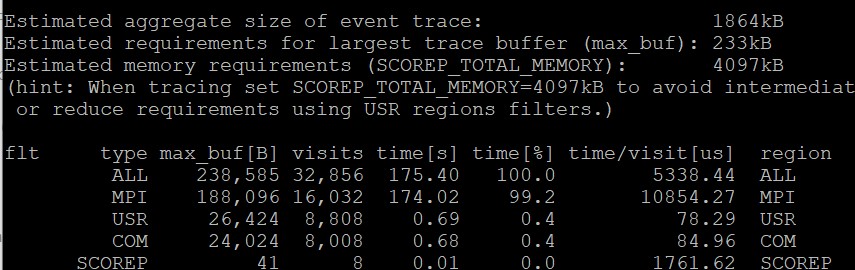 Estimated aggregate size of event trace: 1864kB
Estimated requirements for largest trace buffer (max_buf): 233kB
Estimated memory requirements (SCOREP_TOTAL_MEMORY): 4097kB
(hint: When tracing set SCOREP_TOTAL_MEMORY=4097kB to avoid intermediat
or reduce requirements using USR regions filters.)
flt type max_buf[B] visits time[s] time[%] time/visit[us] region
ALL 238,585 32,856 175.40 100.0 5338.44 ALL
MPI 188,096 16,032 174.02 99.2 10854.27 MPI
USR 26,424 8,808 0.69 0.4 78.29 USR
COM 24,024 8,008 0.68 0.4 84.96 COM
SCOREP 41 8 0.01 0.0 1761.62 SCOREP